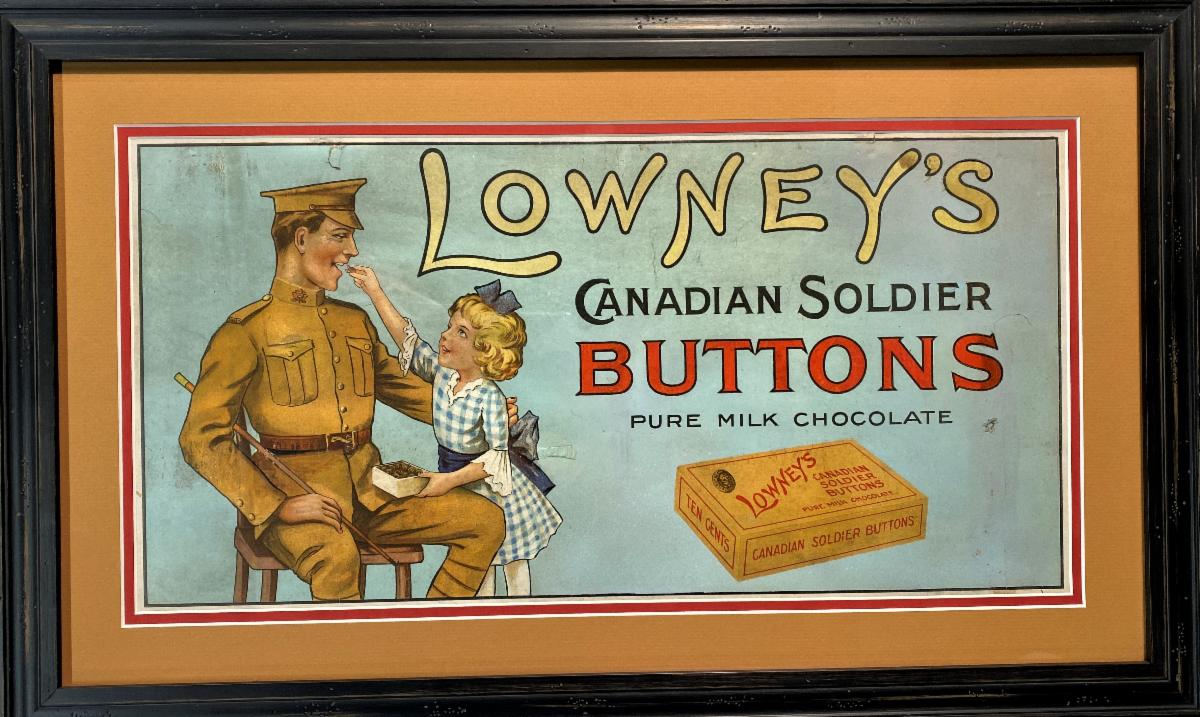 LOWNEY'S
CANADIAN SOLDIER
BUTTONS
PURE MILK CHOCOLATE
LOWNEY'S
CANADIAN
SOLDIER
BUTTONS
PURE MILK CHOCOLATE
TEN CENTS
CANADIAN SOLDIER BUTTONS